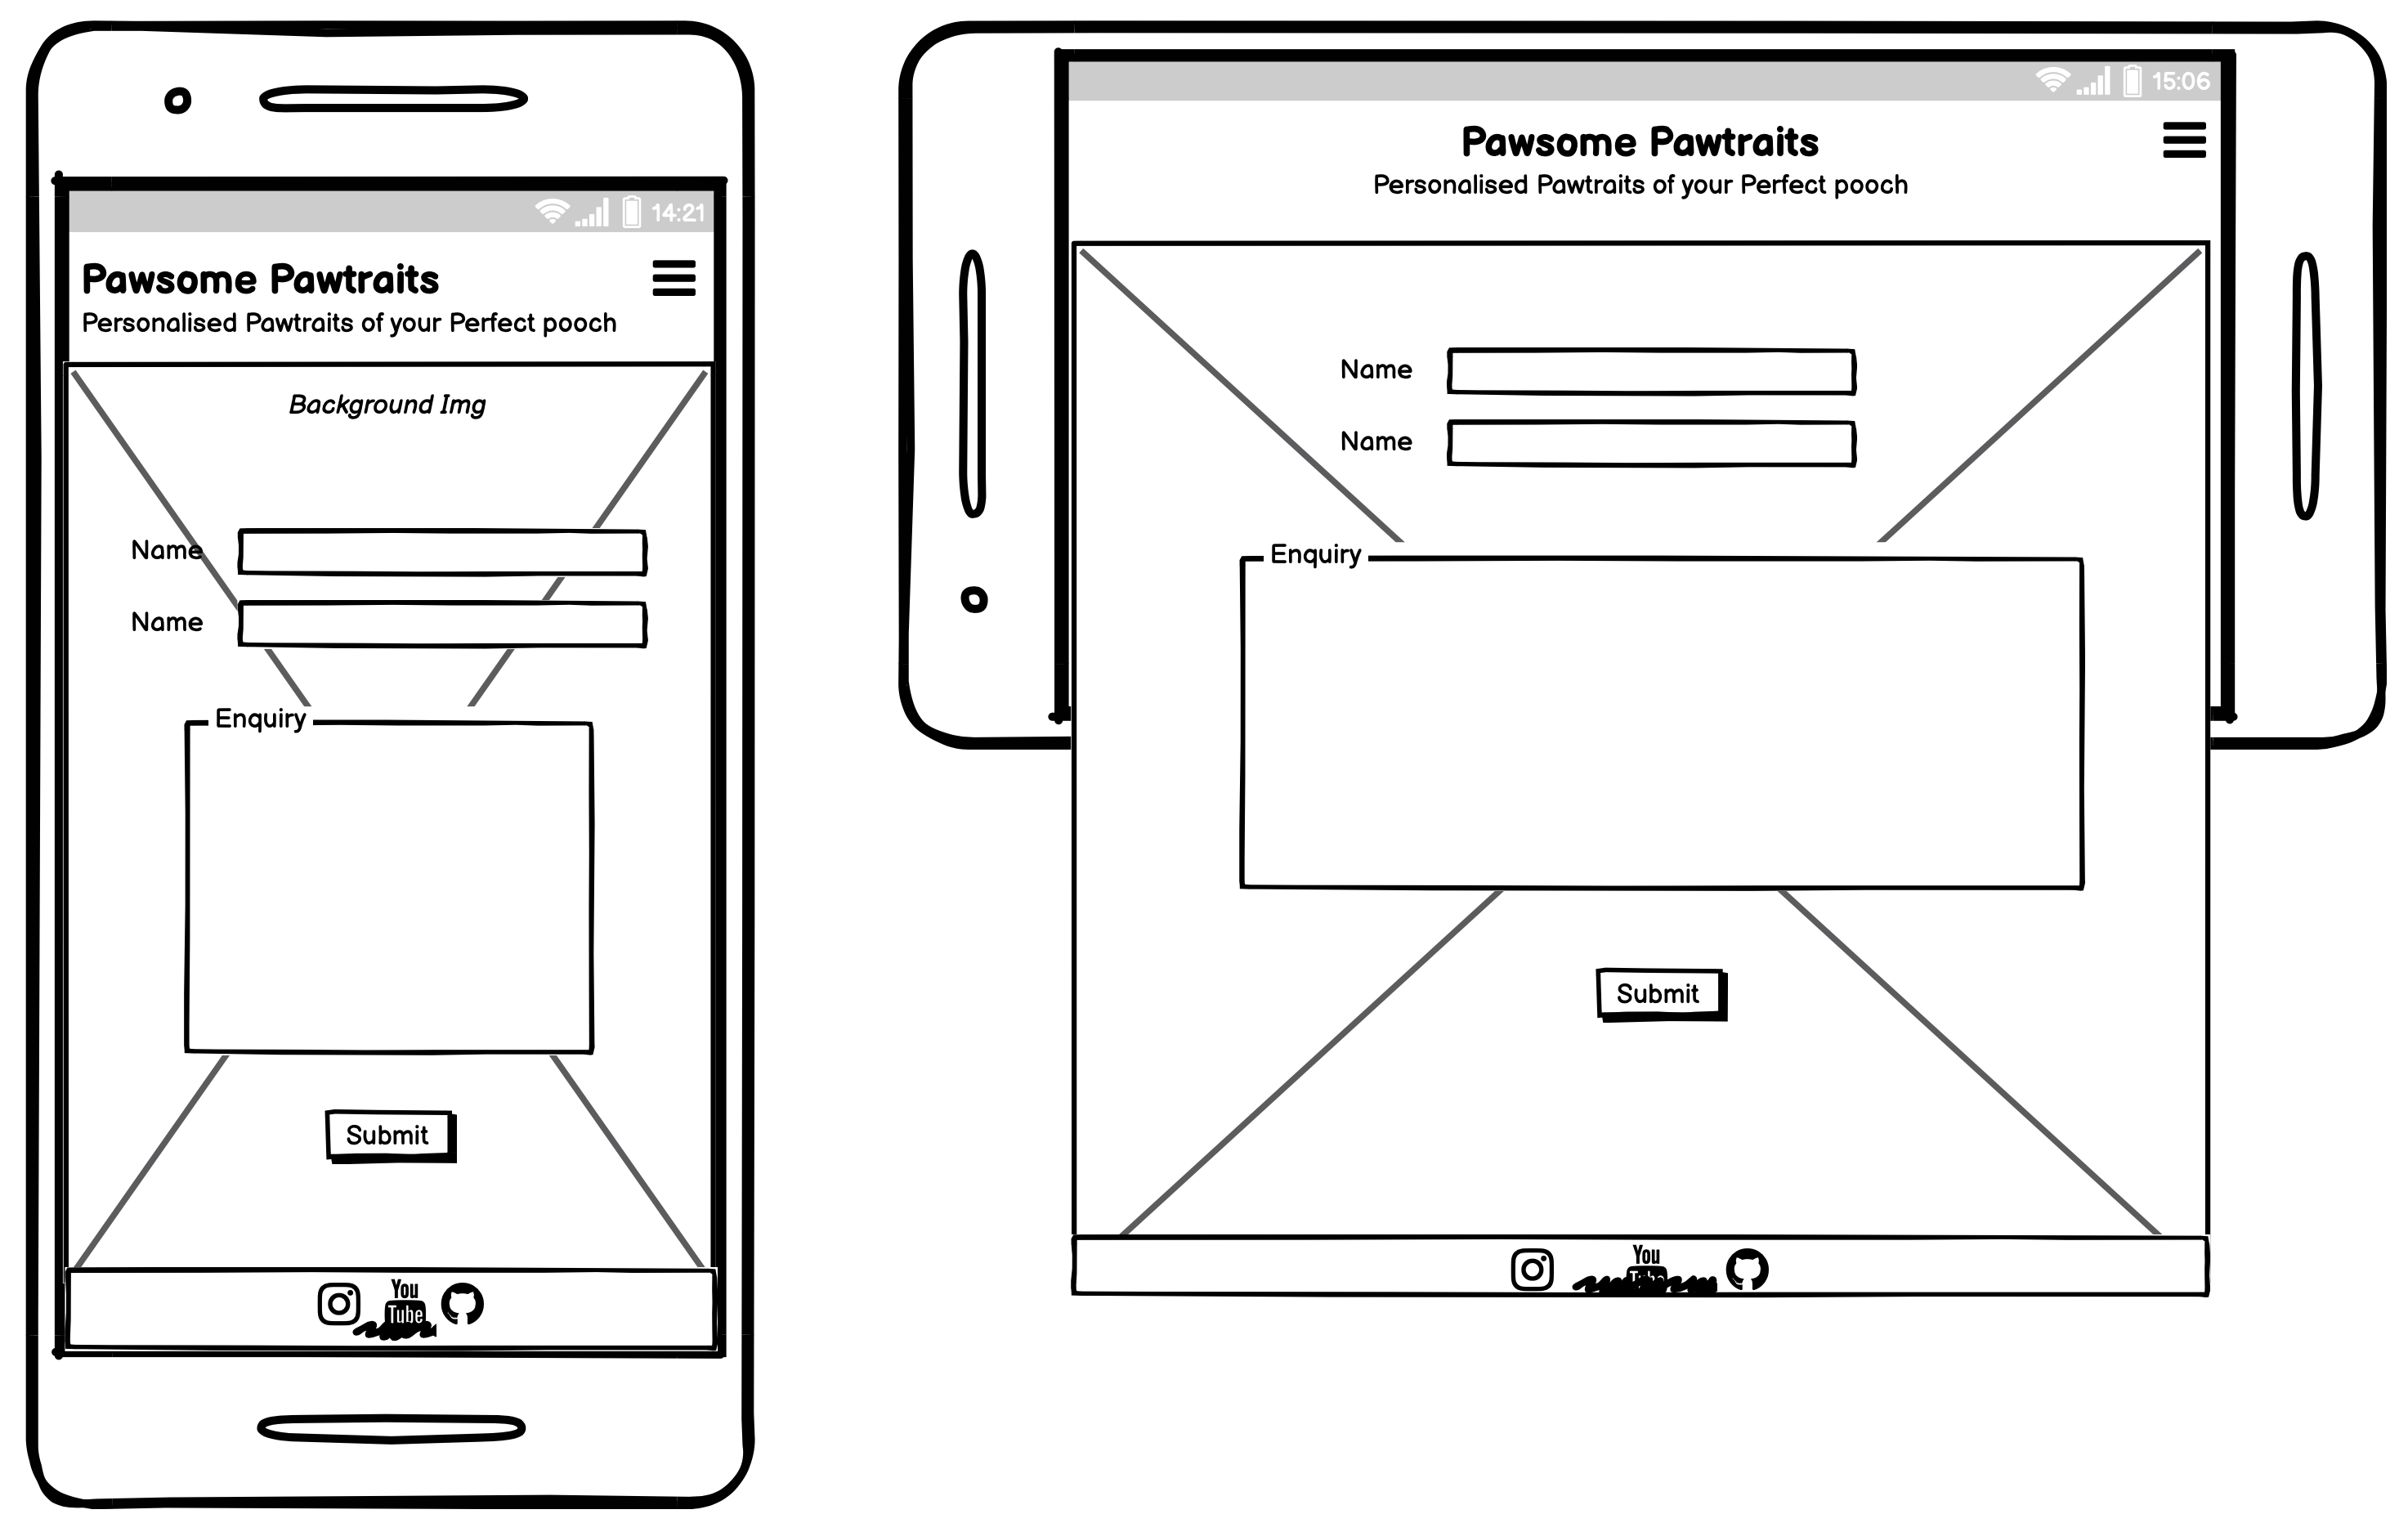 14:21
Pawsome Pawtraits
Personalised Pawtraits of your Perfect pooch
Background Img
Name
Name
Enquiry
Submit
You
Tube
15:06
Pawsome Pawtraits
Personalised Pawtraits of your Perfect pooch
Name
Name
Enquiry
Submit
You